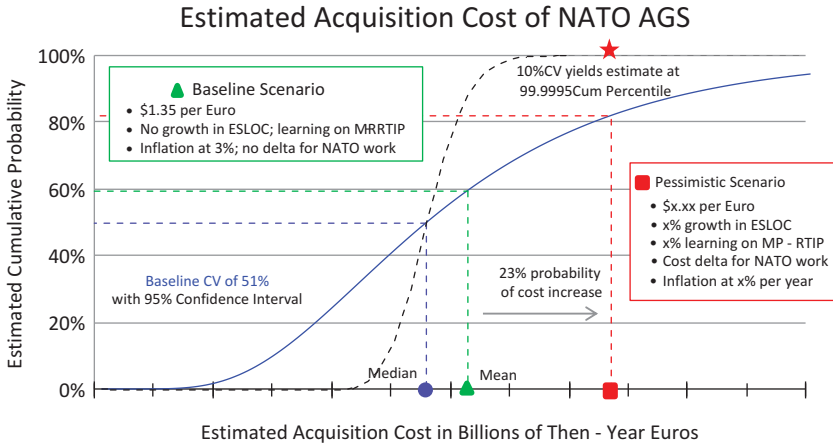 Estimated Acquisition Cost of NATO AGS
Estimated Cumulative Probability
100%
80%
60%
40%
20%
0%
Baseline Scenario
• $1.35 per Euro
• No growth in ESLOC; learning on MRRTIP
• Inflation at 3%; no delta for NATO work
10%CV yields estimate at
99.9995Cum Percentile
Pessimistic Scenario
• $x.xx per Euro
• x% growth in ESLOC
• x% learning on MP - RTIP
• Cost delta for NATO work
• Inflation at x% per year
Baseline CV of 51%
with 95% Confidence Interval
23% probability
of cost increase
Median
Mean
Estimated Acquisition Cost in Billions of Then - Year Euros